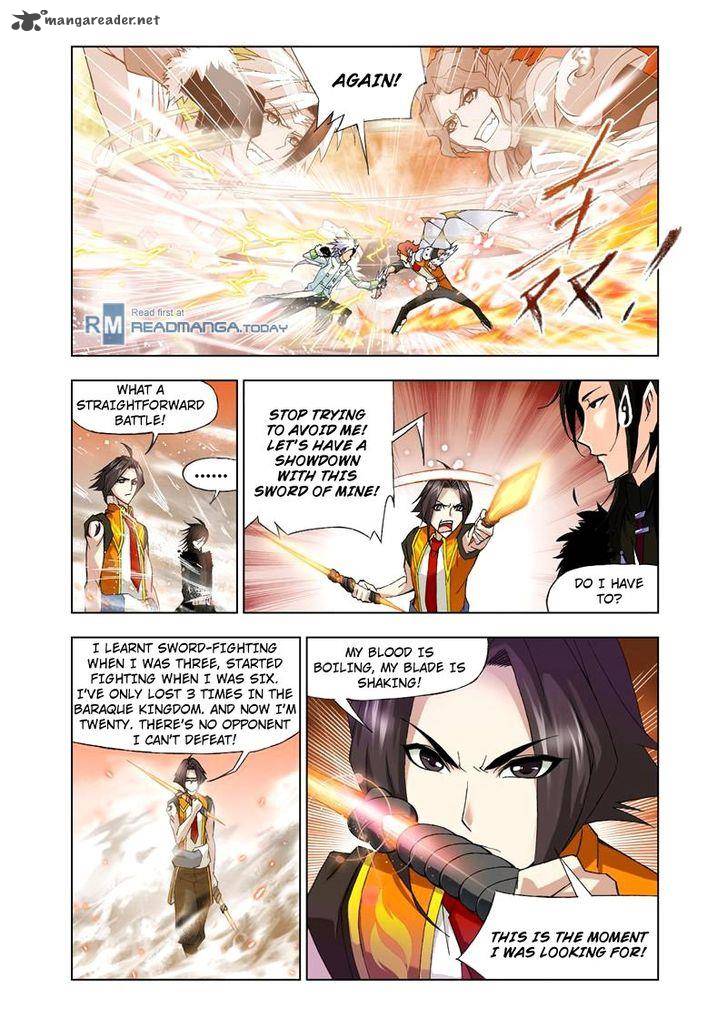 mangareader.net
AGAIN!
RM
Read first at
READMANGA.TODAY
WHAT A
STRAIGHTFORWARD
BATTLE!
......
STOP TRYING
TO AVOID ME!
LET'S HAVE A
SHOWDOWN
WITH THIS
SWORD OF MINE!
DO I HAVE
TO?
I LEARNT SWORD-FIGHTING
WHEN I WAS THREE, STARTED
FIGHTING WHEN I WAS SIX.
I'VE ONLY LOST 3 TIMES IN THE
BARAQUE KINGDOM. AND NOW I'M
TWENTY. THERE'S NO OPPONENT
I CAN'T DEFEAT!
MY BLOOD IS
BOILING, MY BLADE IS
SHAKING!
THIS IS THE MOMENT
I WAS LOOKING FOR!